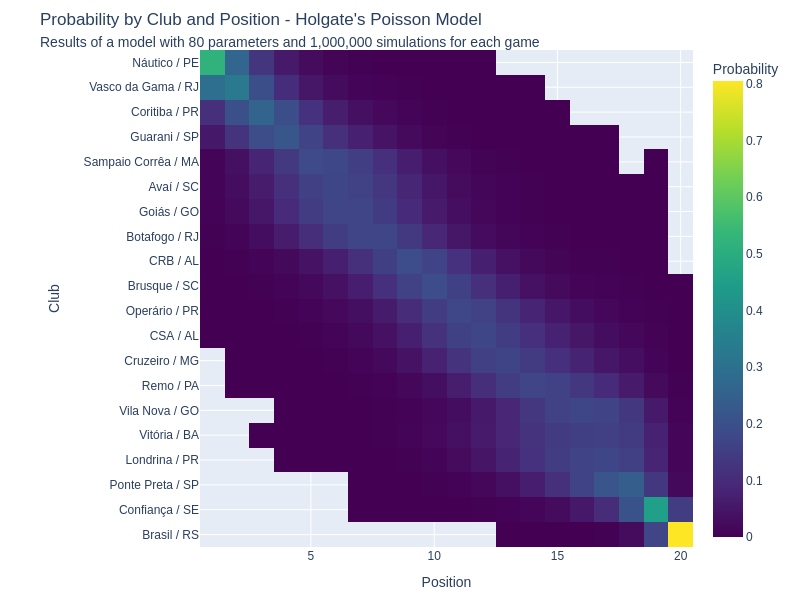 Probability by Club and Position - Holgate's Poisson Model
Results of a model with 80 parameters and 1,000,000 simulations for each game
Probability
Náutico / PE
Vasco da Gama / RJ
Coritiba / PR
Guarani / SP
Sampaio Corrêa / MA
Avaí / SC
Goiás / GO
Botafogo / RJ
CRB / AL
Brusque / SC
Operário / PR
CSA / AL
Cruzeiro / MG
Remo / PA
Vila Nova / GO
Vitória / BA
Londrina / PR
Ponte Preta / SP
Confiança / SE
Brasil / RS
Club
5
10
15
20
Position
0.8
0.7
0.6
0.5
0.4
0.3
0.2
0.1
0